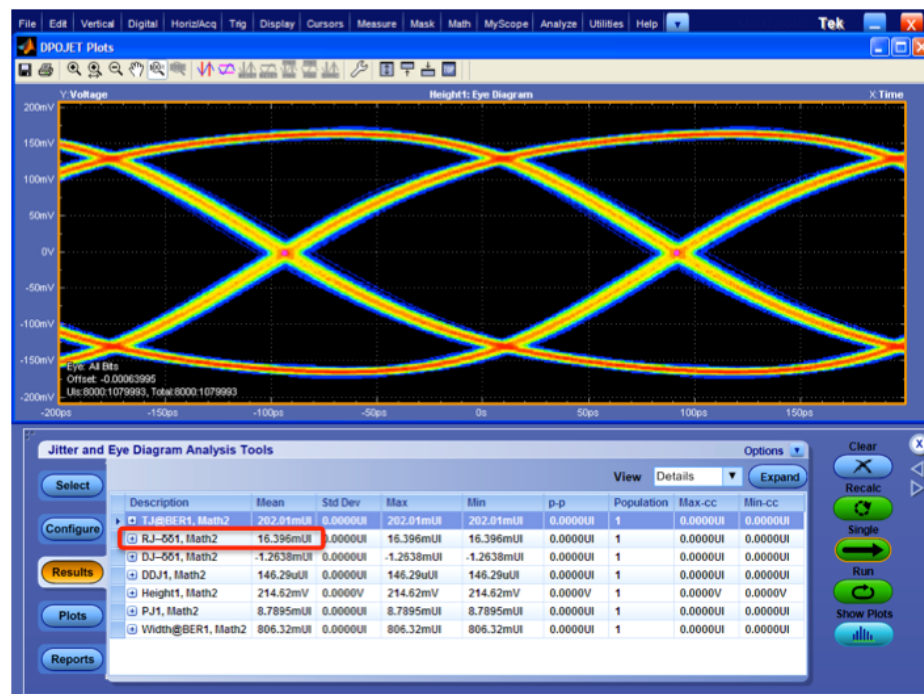 File Edit Vertical Digital Horiz/Acq Trig Display Cursors Measure Mask Math MyScope Analyze Utilities Help Tek X
DPOJET Plots
Y:Voltage Height1: Eye Diagram X:Time
200mV
150mV
100mV
50mV
0V
-50mV
-100mV
-150mV
-200mV
Eye: All Bits
Offset: -0.00063995
UIs:8000:1079993, Total:8000:1079993
-200ps -150ps -100ps -50ps 0s 50ps 100ps 150ps
Jitter and Eye Diagram Analysis Tools Options X
View Details Expand
Select
Configure
Results
Plots
Reports
Description Mean Std Dev Max Min p-p Population Max-cc Min-cc
TJ@BER1, Math2 202.01mUI 0.0000UI 202.01mUI 202.01mUI 0.0000UI 1 0.0000UI 0.0000UI
RJ–δδ1, Math2 16.396mUI 0.0000UI 16.396mUI 16.396mUI 0.0000UI 1 0.0000UI 0.0000UI
DJ–δδ1, Math2 -1.2638mUI 0.0000UI -1.2638mUI -1.2638mUI 0.0000UI 1 0.0000UI 0.0000UI
DDJ1, Math2 146.29uUI 0.0000UI 146.29uUI 146.29uUI 0.0000UI 1 0.0000UI 0.0000UI
Height1, Math2 214.62mV 0.0000V 214.62mV 214.62mV 0.0000V 1 0.0000V 0.0000V
PJ1, Math2 8.7895mUI 0.0000UI 8.7895mUI 8.7895mUI 0.0000UI 1 0.0000UI 0.0000UI
Width@BER1, Math2 806.32mUI 0.0000UI 806.32mUI 806.32mUI 0.0000UI 1 0.0000UI 0.0000UI
Clear
Recalc
Single
Run
Show Plots